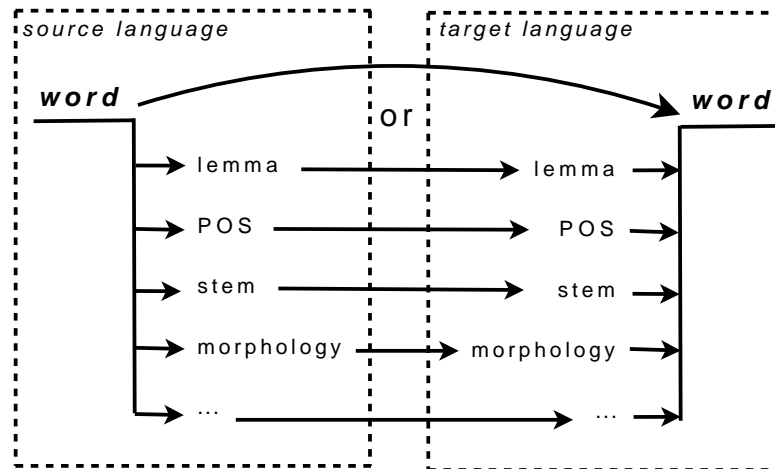 source language target language
word word
or
lemma lemma
POS POS
stem stem
morphology morphology
... ...